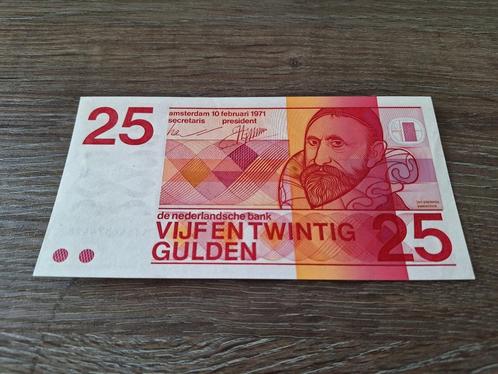 25
amsterdam 10 februari 1971
secretaris president
de nederlandsche bank
VIJF EN TWINTIG
GULDEN
25